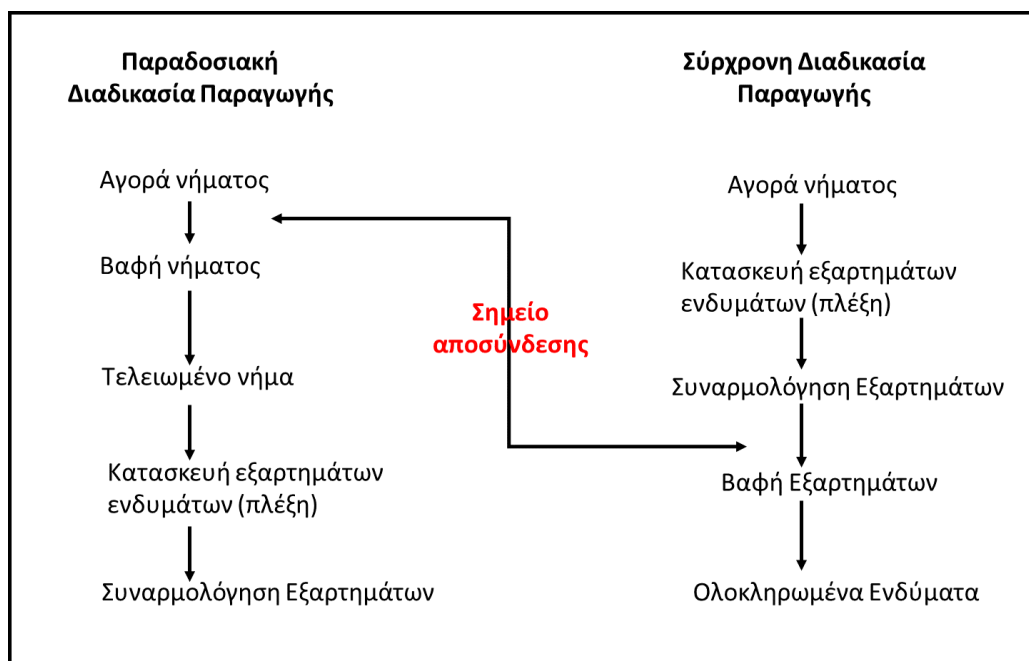 Παραδοσιακή
Διαδικασία Παραγωγής
Αγορά νήματος
Βαφή νήματος
Τελειωμένο νήμα
Κατασκευή εξαρτημάτων
ενδυμάτων (πλέξη)
Συναρμολόγηση Εξαρτημάτων
Σημείο
αποσύνδεσης
Σύρχρονη Διαδικασία
Παραγωγής
Αγορά νήματος
Κατασκευή εξαρτημάτων
ενδυμάτων (πλέξη)
Συναρμολόγηση Εξαρτημάτων
Βαφή Εξαρτημάτων
Ολοκληρωμένα Ενδύματα